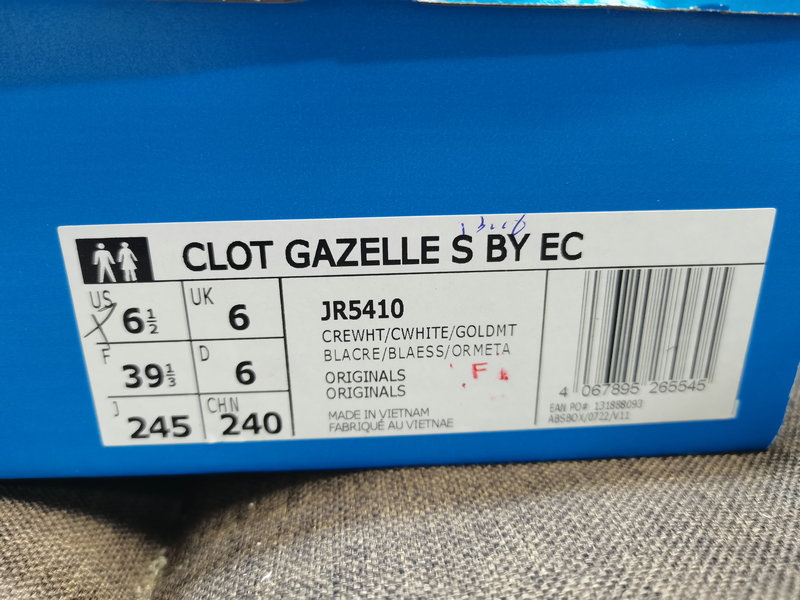 CLOT GAZELLE S BY EC
US 6½
UK 6
F 39⅓
D 6
J 245
CHN 240
JR5410
CREWHT/CWHITE/GOLDMT
BLACRE/BLAESS/ORMETA
ORIGINALS
ORIGINALS
F
MADE IN VIETNAM
FABRIQUÉ AU VIETNAE
4 067895 265545
EAN PO#: 131888093
ABSBOX/0722/V.11